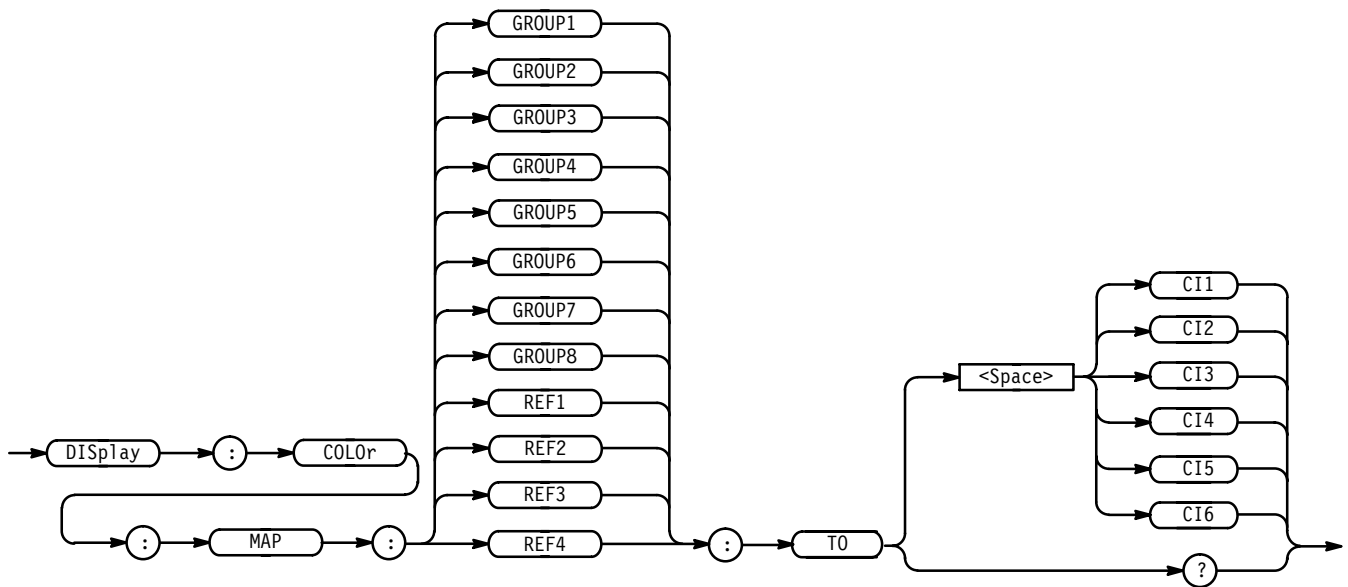 GROUP1
GROUP2
GROUP3
GROUP4
GROUP5
GROUP6
GROUP7
GROUP8
REF1
REF2
REF3
REF4
DISplay : COLOr
: MAP :
: TO
<Space>
CI1
CI2
CI3
CI4
CI5
CI6
?